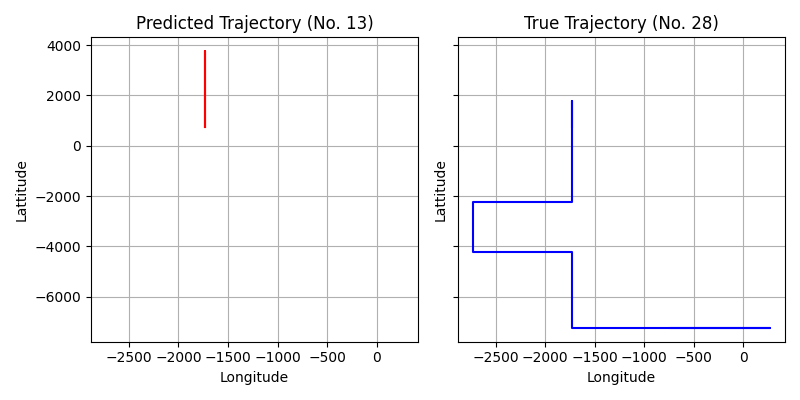 Predicted Trajectory (No. 13)
True Trajectory (No. 28)
4000
2000
0
−2000
−4000
−6000
Lattitude
Lattitude
−2500 −2000 −1500 −1000 −500 0
−2500 −2000 −1500 −1000 −500 0
Longitude
Longitude